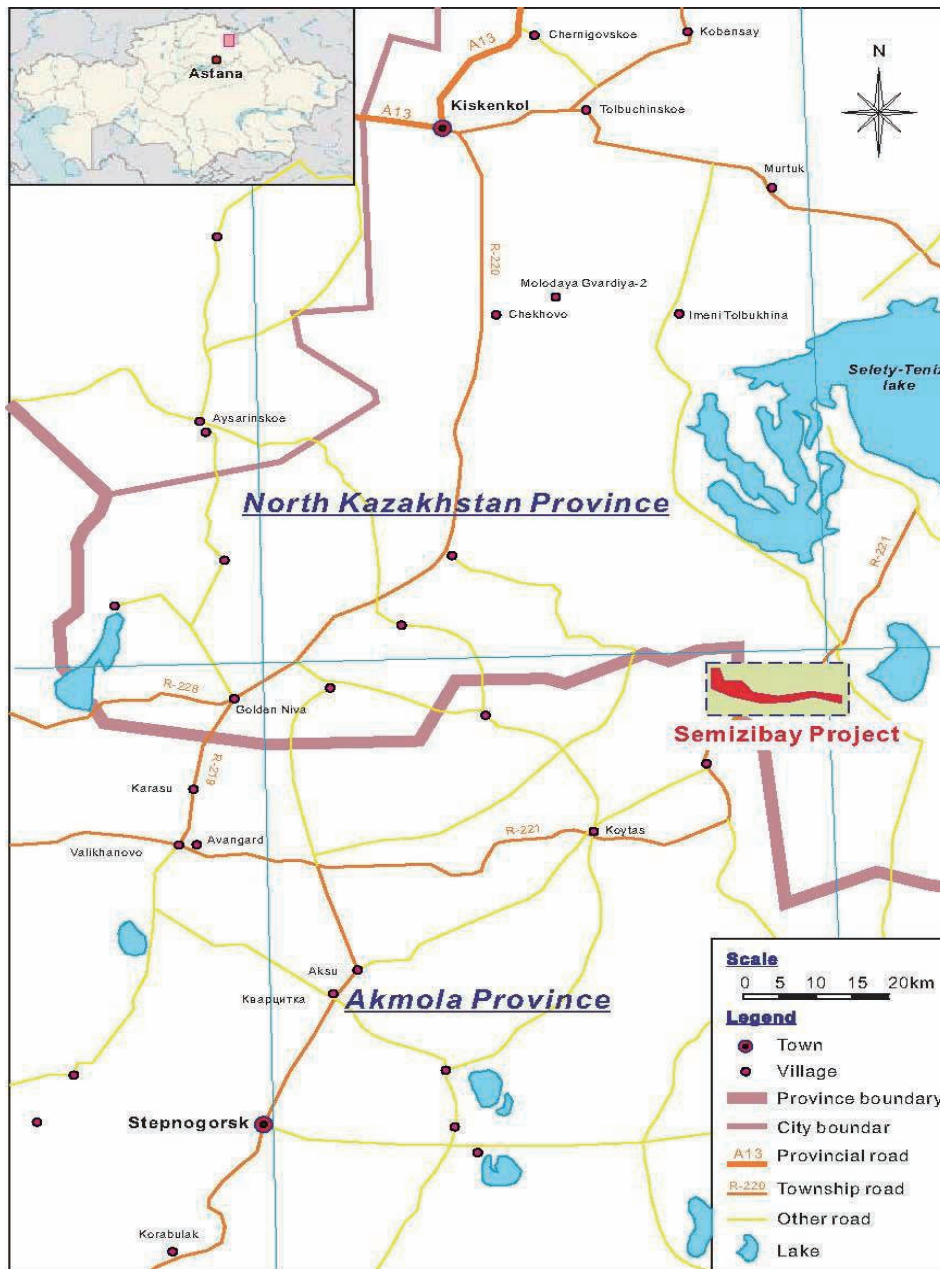 Astana
A13
Chernigovskoe
Kobensay
N
A13
Kiskenkol
Tolbuchinskoe
Murtuk
R-220
Molodaya Gvardiya-2
Chekhovo
Imeni Tolbukhina
Selety-Teniz
lake
Aysarinskoe
North Kazakhstan Province
R-221
R-228
Golden Niva
Semizibay Project
R-219
Karasu
Avangard
Valikhanovo
R-221
Koytas
Aksu
Кварцитка
Akmola Province
Stepnogorsk
Korabulak
Scale
0 5 10 15 20km
Legend
Town
Village
Province boundary
City boundar
A13 Provincial road
R-220 Township road
Other road
Lake